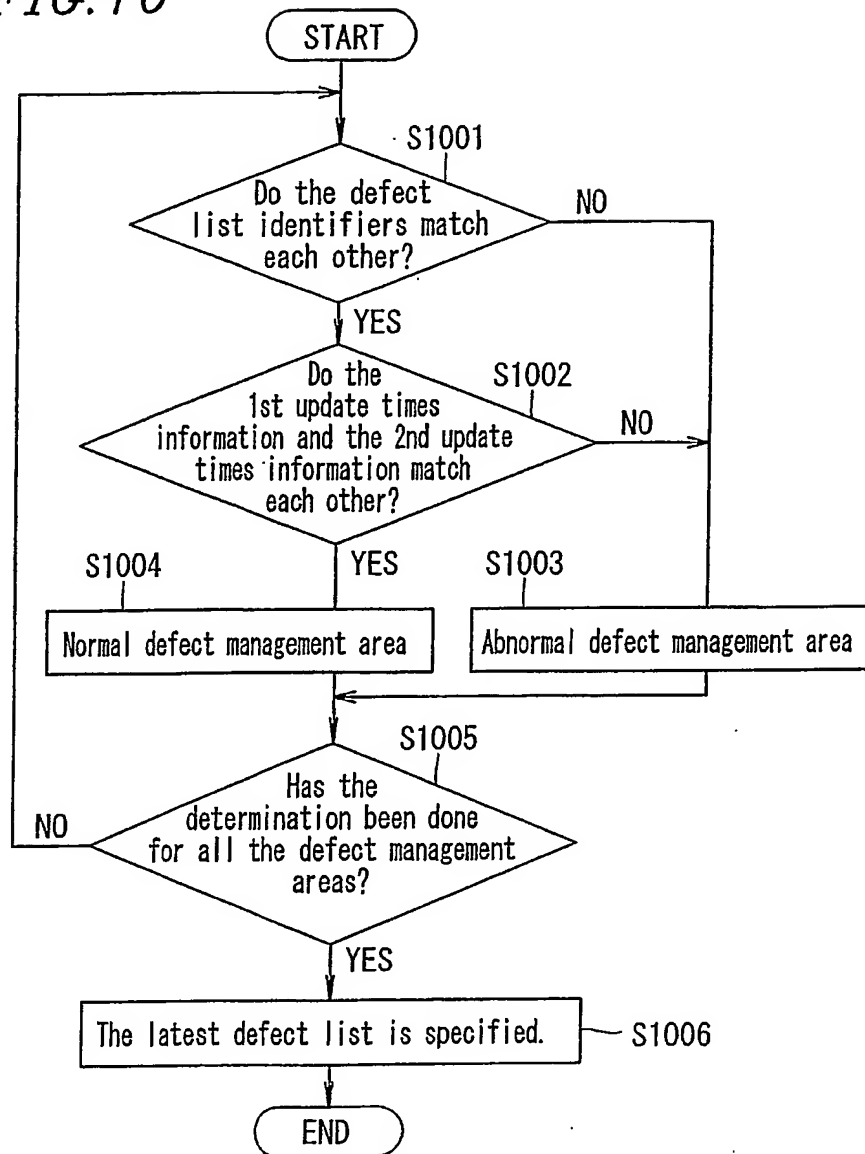 FIG. 10
START
S1001
Do the defect
list identifiers match
each other?
NO
YES
S1002
Do the
1st update times
information and the 2nd update
times information match
each other?
NO
YES
S1004
S1003
Normal defect management area
Abnormal defect management area
S1005
Has the
determination been done
for all the defect management
areas?
NO
YES
The latest defect list is specified.
S1006
END